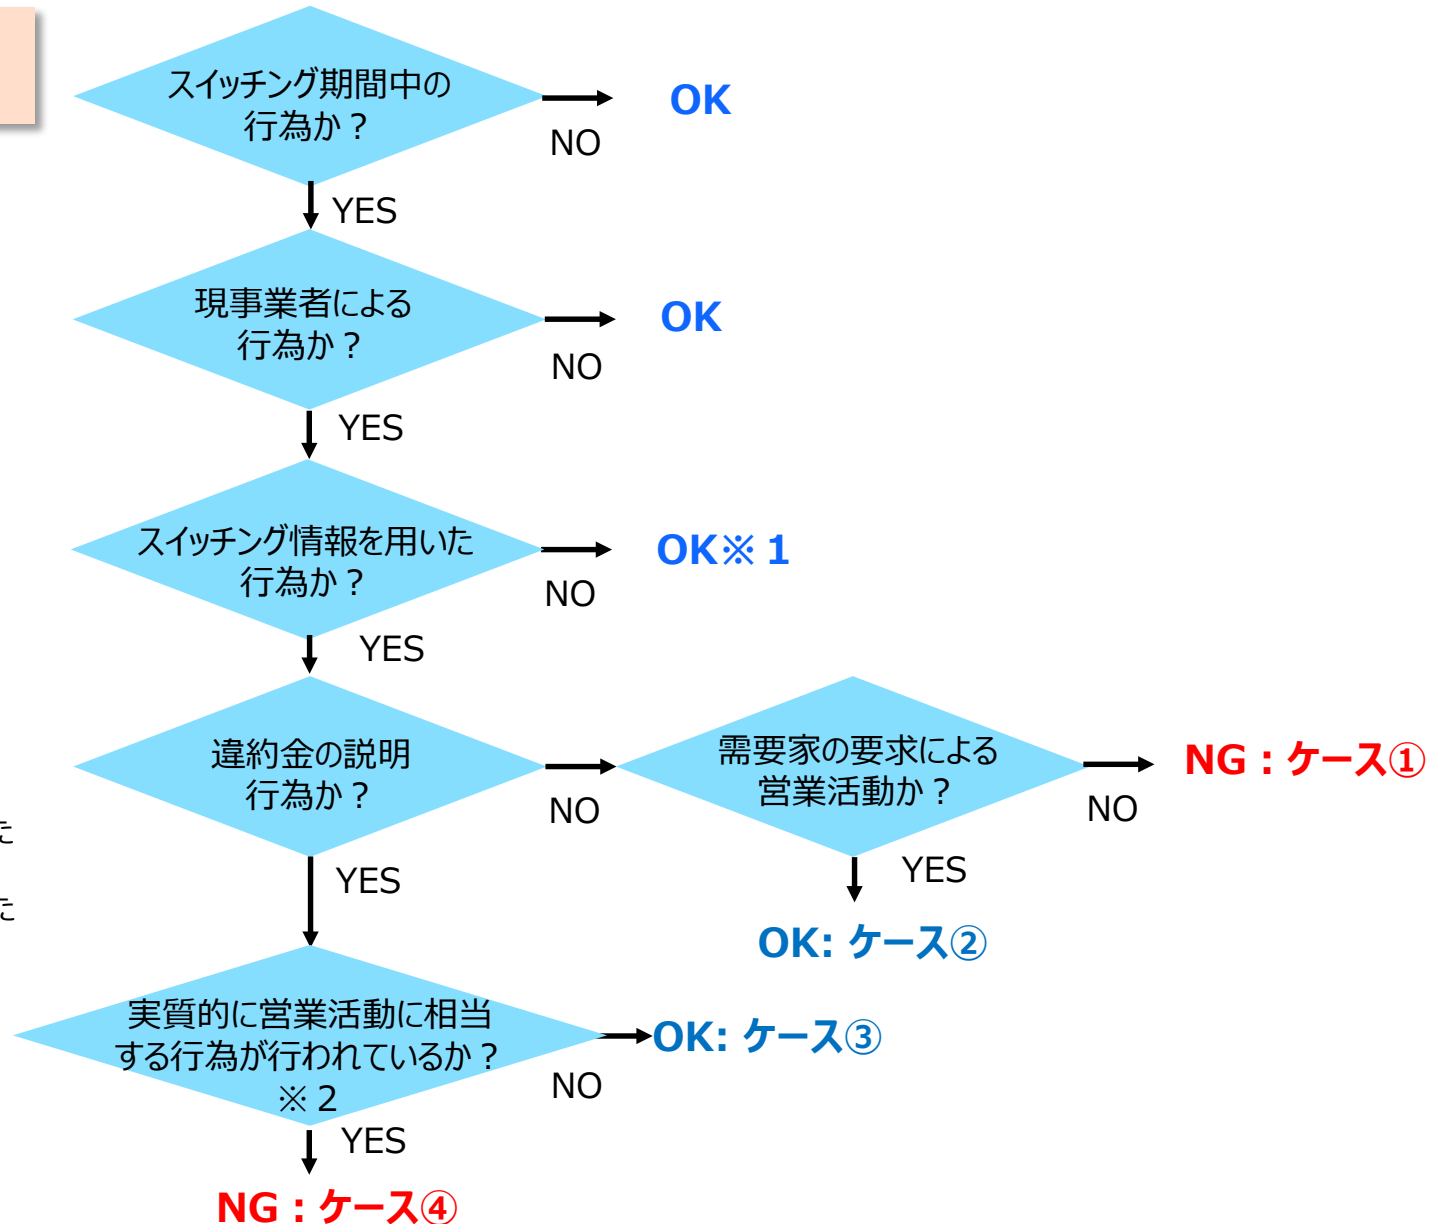 スイッチング期間中の
行為か？
OK
NO
YES
現事業者による
行為か？
OK
NO
YES
スイッチング情報を用いた
行為か？
OK※１
NO
YES
違約金の説明
行為か？
NO
需要家の要求による
営業活動か？
NG：ケース①
NO
YES
OK: ケース②
た
YES
た
実質的に営業活動に相当
する行為が行われているか？
※２
OK: ケース③
NO
YES
NG：ケース④